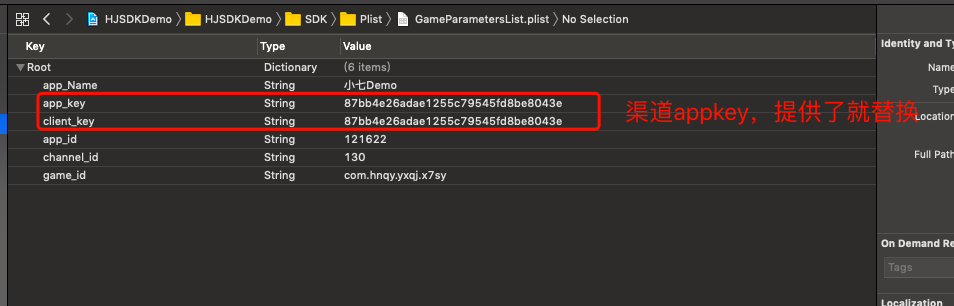 HJSDKDemo HJSDKDemo SDK Plist GameParametersList.plist No Selection
Key Type Value
Root Dictionary (6 items)
app_Name String 小七Demo
app_key String 87bb4e26adae1255c79545fd8be8043e
client_key String 87bb4e26adae1255c79545fd8be8043e
渠道appkey，提供了就替换
app_id String 121622
channel_id String 130
game_id String com.hnqy.yxqj.x7sy
Identity and Ty
Name
Type
Location
Full Path
On Demand Re
Tags
Localization